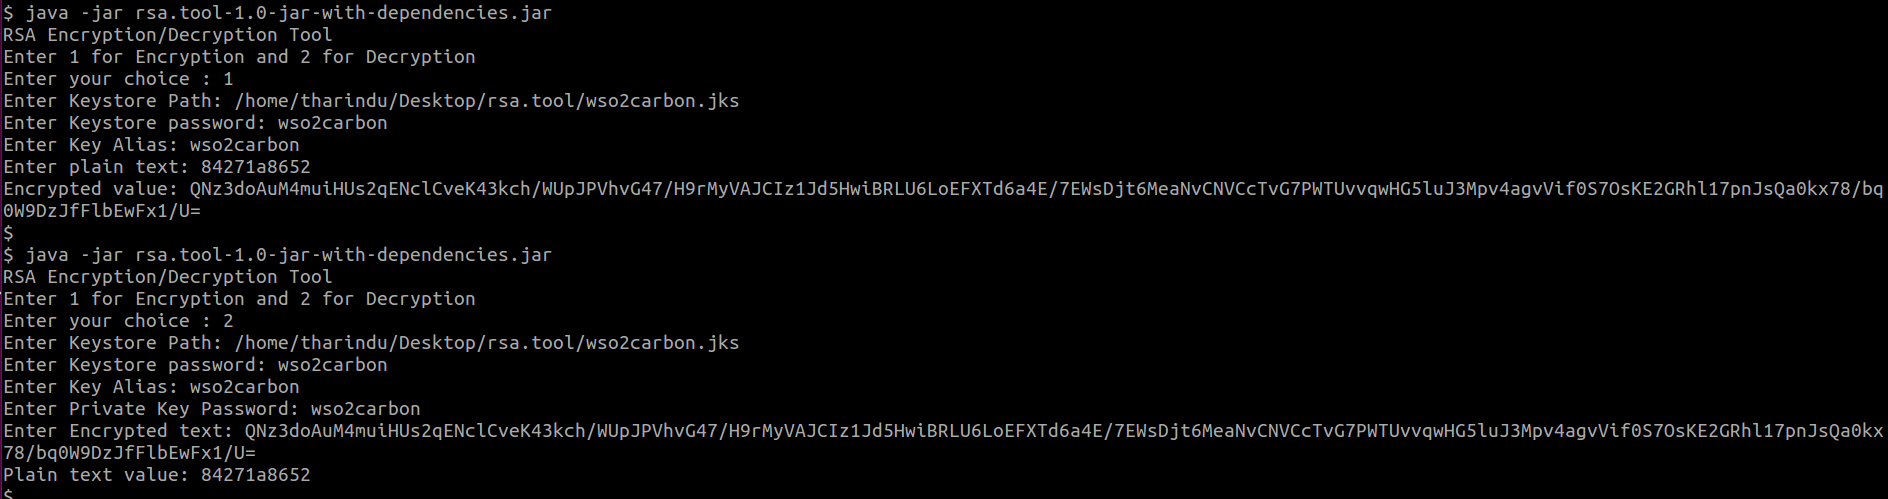 $ java -jar rsa.tool-1.0-jar-with-dependencies.jar
RSA Encryption/Decryption Tool
Enter 1 for Encryption and 2 for Decryption
Enter your choice : 1
Enter Keystore Path: /home/tharindu/Desktop/rsa.tool/wso2carbon.jks
Enter Keystore password: wso2carbon
Enter Key Alias: wso2carbon
Enter plain text: 84271a8652
Encrypted value: QNz3doAuM4muiHUs2qENclCveK43kch/WUpJPVhvG47/H9rMyVAJCIz1Jd5HwiBRLU6LoEFXTd6a4E/7EWsDjt6MeaNvCNVCcTvG7PWTUvvqwHG5luJ3Mpv4agvVif0S7OsKE2GRhl17pnJsQa0kx78/bq
0W9DzJfFlbEwFx1/U=
$
$ java -jar rsa.tool-1.0-jar-with-dependencies.jar
RSA Encryption/Decryption Tool
Enter 1 for Encryption and 2 for Decryption
Enter your choice : 2
Enter Keystore Path: /home/tharindu/Desktop/rsa.tool/wso2carbon.jks
Enter Keystore password: wso2carbon
Enter Key Alias: wso2carbon
Enter Private Key Password: wso2carbon
Enter Encrypted text: QNz3doAuM4muiHUs2qENclCveK43kch/WUpJPVhvG47/H9rMyVAJCIz1Jd5HwiBRLU6LoEFXTd6a4E/7EWsDjt6MeaNvCNVCcTvG7PWTUvvqwHG5luJ3Mpv4agvVif0S7OsKE2GRhl17pnJsQa0kx
78/bq0W9DzJfFlbEwFx1/U=
Plain text value: 84271a8652
$